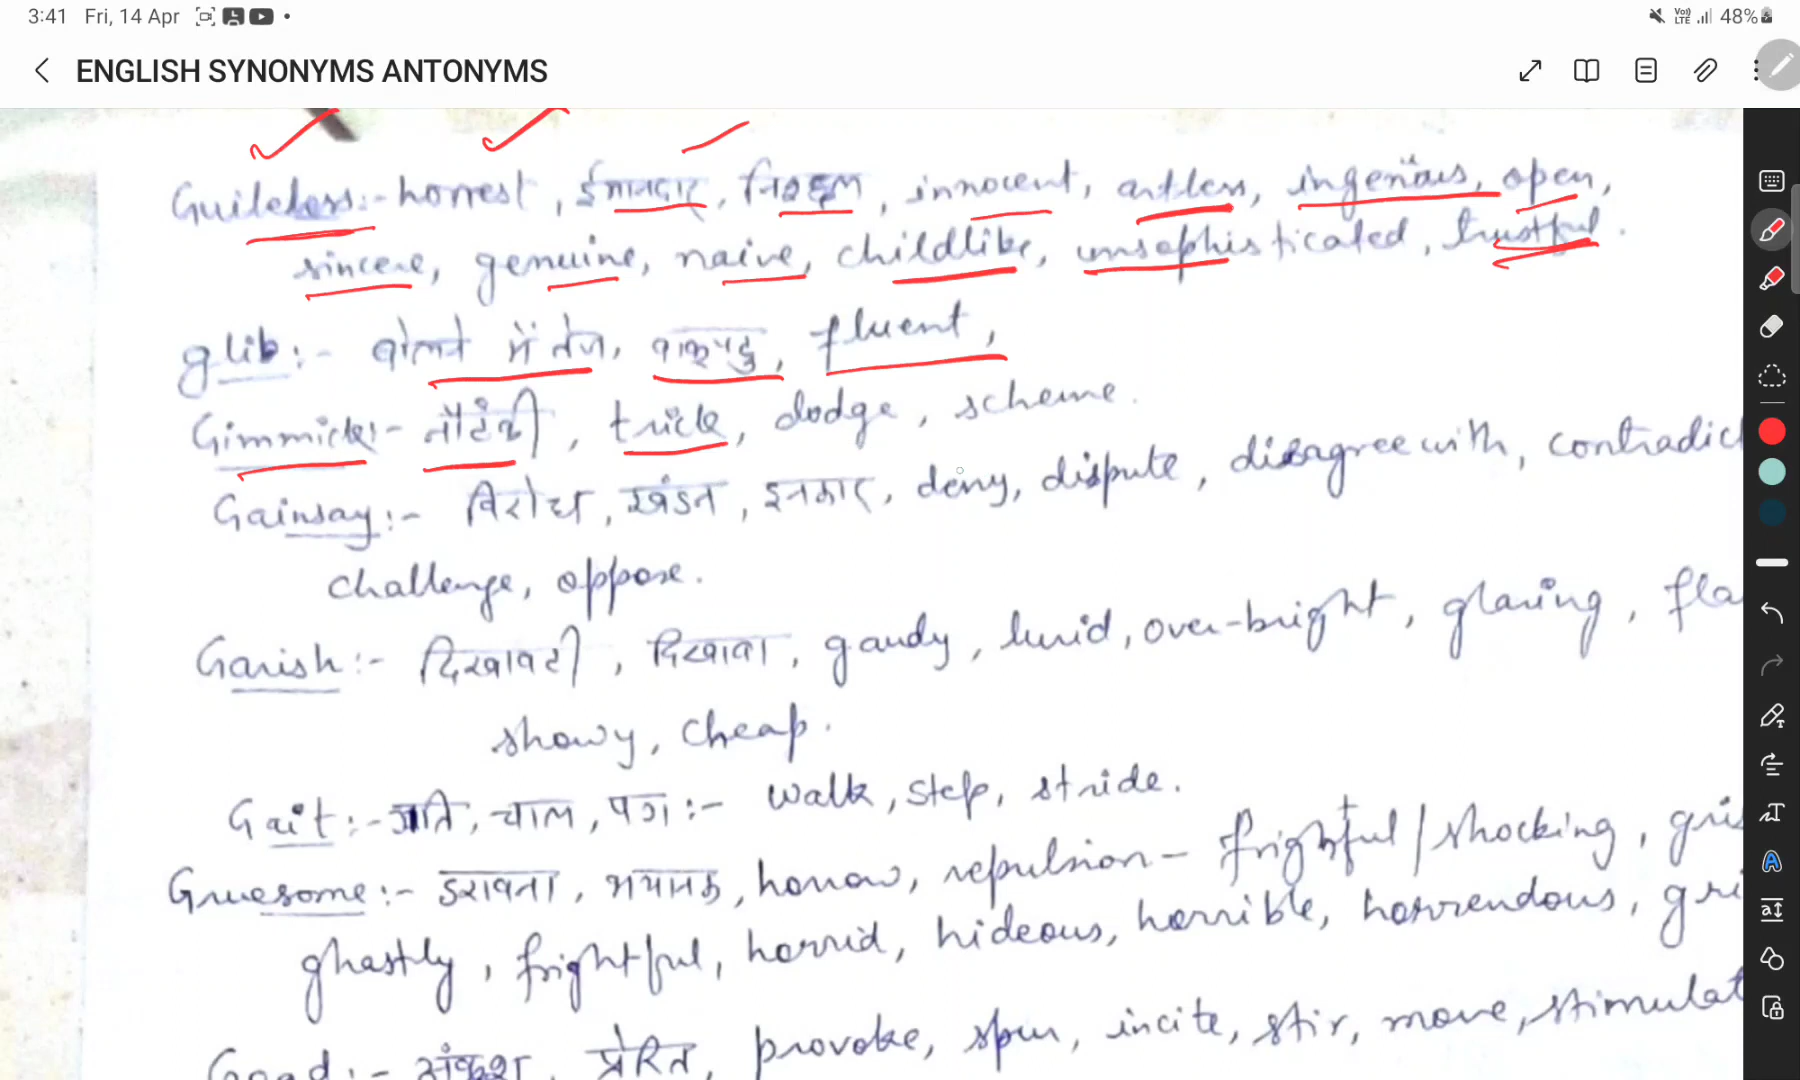 3:41 Fri, 14 Apr
48%
ENGLISH SYNONYMS ANTONYMS
Guileless:- honest, ईमानदार, निश्छल, innocent, artless, ingenious, open,
sincere, genuine, naive, childlike, unsophisticated, trustful.
glib:- बोलने में तेज, वाकपटु, fluent,
Gimmick:- नौटंकी, trick, dodge, scheme.
Gainsay:- विरोध, खंडन, इनकार, deny, dispute, disagree with, contradic
challenge, oppose.
Garish:- दिखावटी, दिखावा, gaudy, lurid, over-bright, glaring, fla
showy, cheap.
Gait:- गति, चाल, पग:- walk, step, stride.
Gruesome:- डरावना, भयानक, horror, repulsion- frightful/shocking, gris
ghastly, frightful, horrid, hideous, horrible, horrendous, gri
Goad:- अंकुश, प्रेरित, provoke, spur, incite, stir, move, stimulat